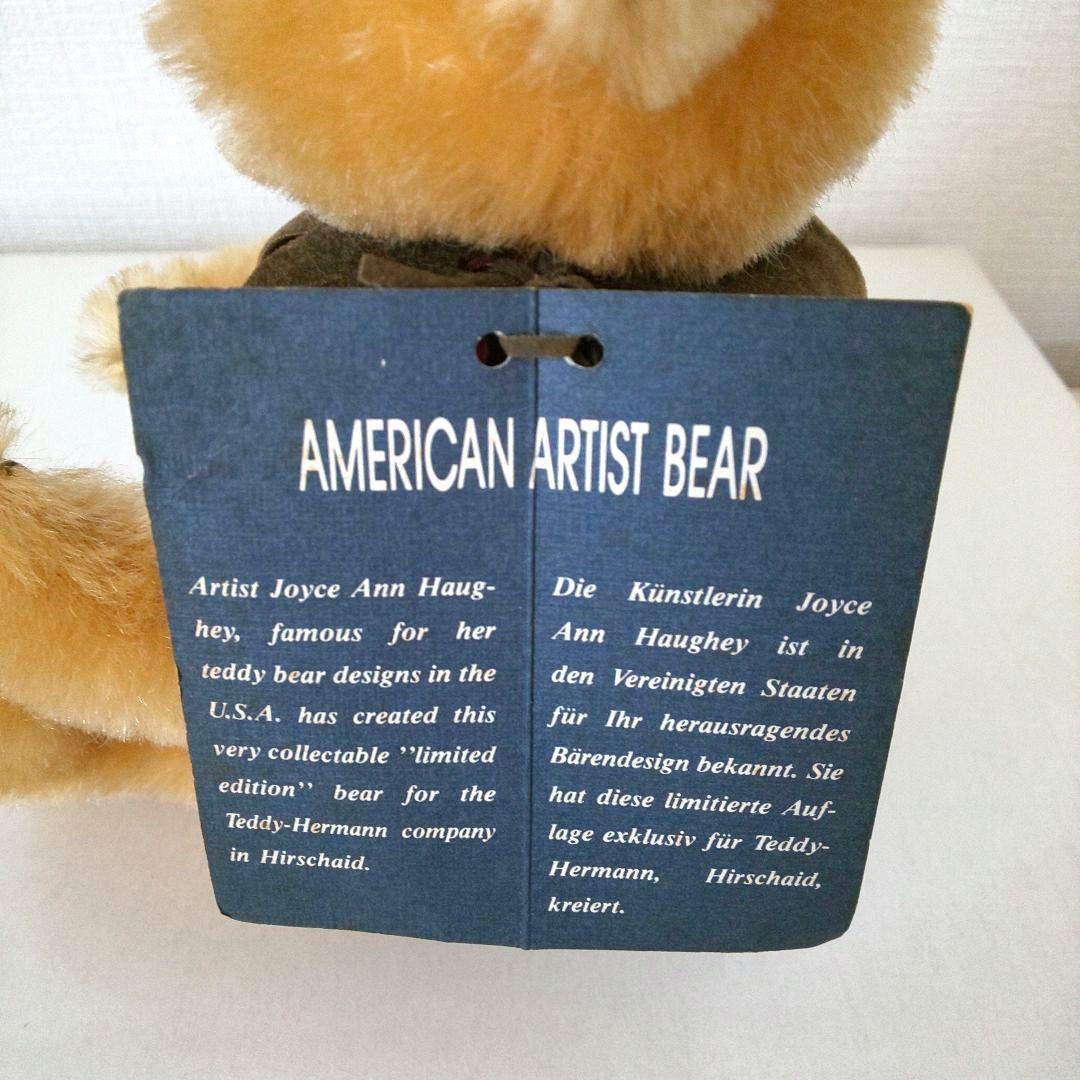 AMERICAN ARTIST BEAR
Artist Joyce Ann Haug-
hey, famous for her
teddy bear designs in the
U.S.A. has created this
very collectable ’’limited
edition’’ bear for the
Teddy-Hermann company
in Hirschaid.
Die Künstlerin Joyce
Ann Haughey ist in
den Vereinigten Staaten
für Ihr herausragendes
Bärendesign bekannt. Sie
hat diese limitierte Auf-
lage exklusiv für Teddy-
Hermann, Hirschaid,
kreiert.